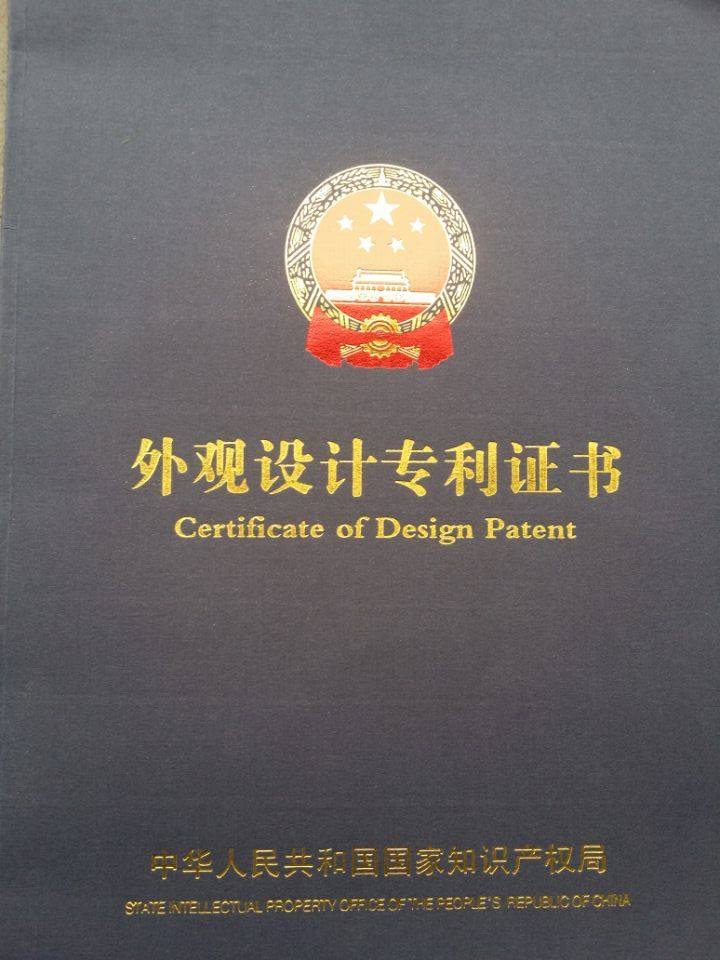 外观设计专利证书
Certificate of Design Patent
中华人民共和国国家知识产权局
STATE INTELLECTUAL PROPERTY OFFICE OF THE PEOPLE'S REPUBLIC OF CHINA